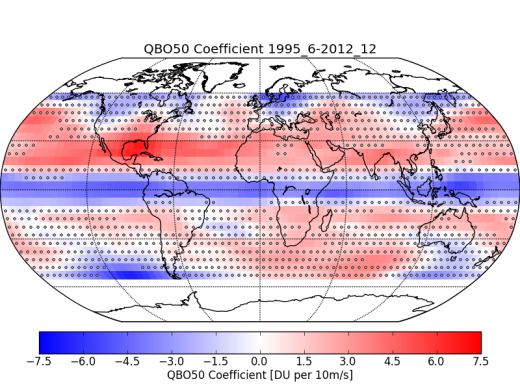 QBO50 Coefficient 1995_6-2012_12
−7.5 −6.0 −4.5 −3.0 −1.5 0.0 1.5 3.0 4.5 6.0 7.5
QBO50 Coefficient [DU per 10m/s]